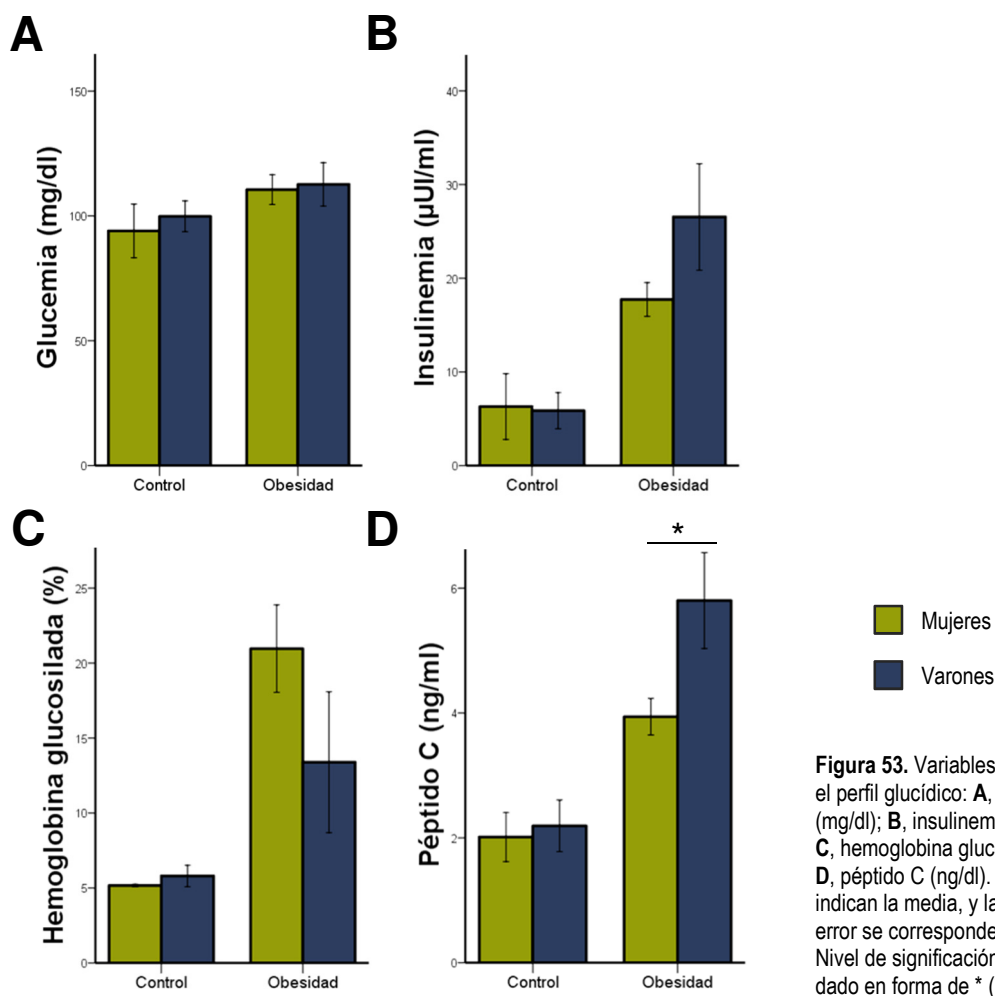 A
B
150
100
50
0
Glucemia (mg/dl)
Control
Obesidad
40
30
20
10
0
Insulinemia (µUI/ml)
Control
Obesidad
C
D
25
20
15
10
5
0
Hemoglobina glucosilada (%)
Control
Obesidad
*
6
4
2
0
Péptido C (ng/ml)
Control
Obesidad
Mujeres
Varones
Figura 53. Variables
el perfil glucídico: A,
(mg/dl); B, insulinem
C, hemoglobina gluc
D, péptido C (ng/dl).
indican la media, y la
error se corresponde
Nivel de significación
dado en forma de * (